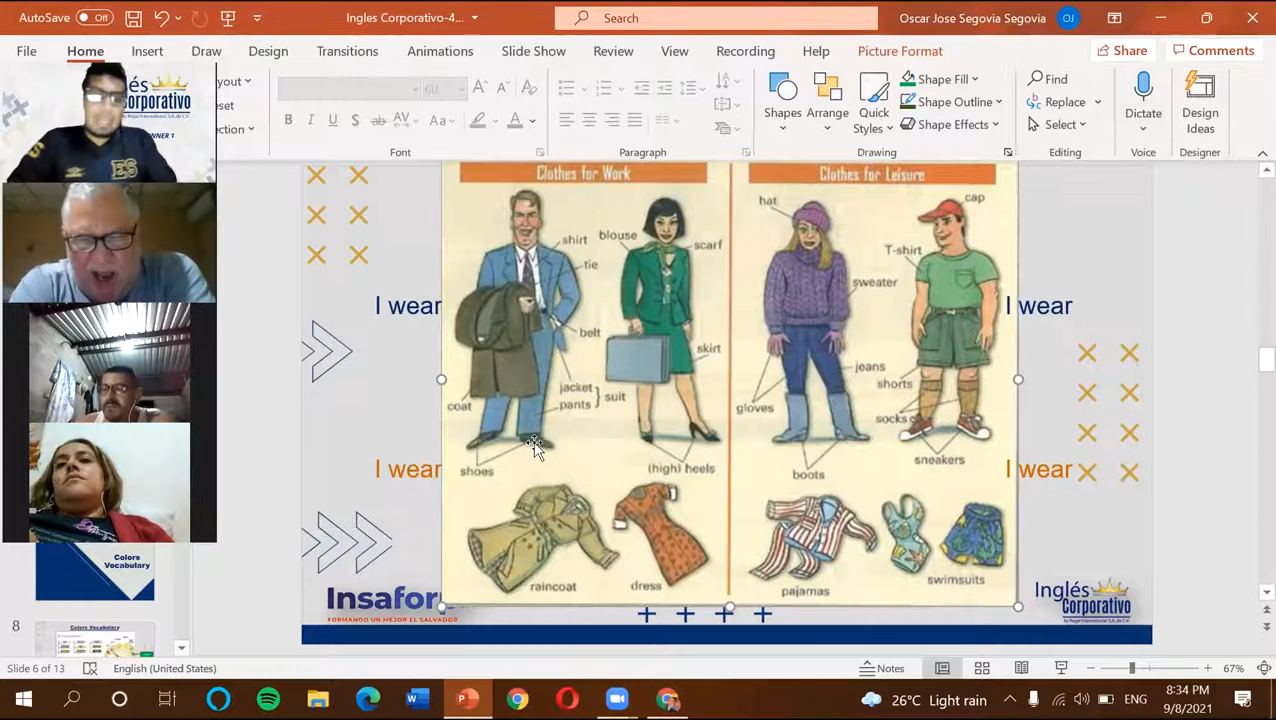 AutoSave Off
Ingles Corporativo-4...
Search
Oscar Jose Segovia Segovia
OJ
File Home Insert Draw Design Transitions Animations Slide Show Review View Recording Help Picture Format
Share
Comments
Find
Replace
Select
Shapes
Arrange
Quick Styles
Shape Fill
Shape Outline
Shape Effects
Dictate
Design Ideas
B I U S ab AV Aa A
Font
Paragraph
Drawing
Editing
Voice
Designer
CORPORATIVO
ES
Clothes for Work
Clothes for Leisure
shirt
blouse
scarf
tie
belt
skirt
jacket
pants
suit
coat
shoes
(high) heels
raincoat
dress
hat
cap
T-shirt
sweater
jeans
shorts
gloves
socks
boots
sneakers
pajamas
swimsuits
I wear
I wear
I wear
I wear
Colors
Vocabulary
Insaforp
FORMANDO UN MEJOR EL SALVADOR
Inglés
Corporativo
8
Colors Vocabulary
Slide 6 of 13
English (United States)
Notes
67%
26°C Light rain
ENG
8:34 PM
9/8/2021